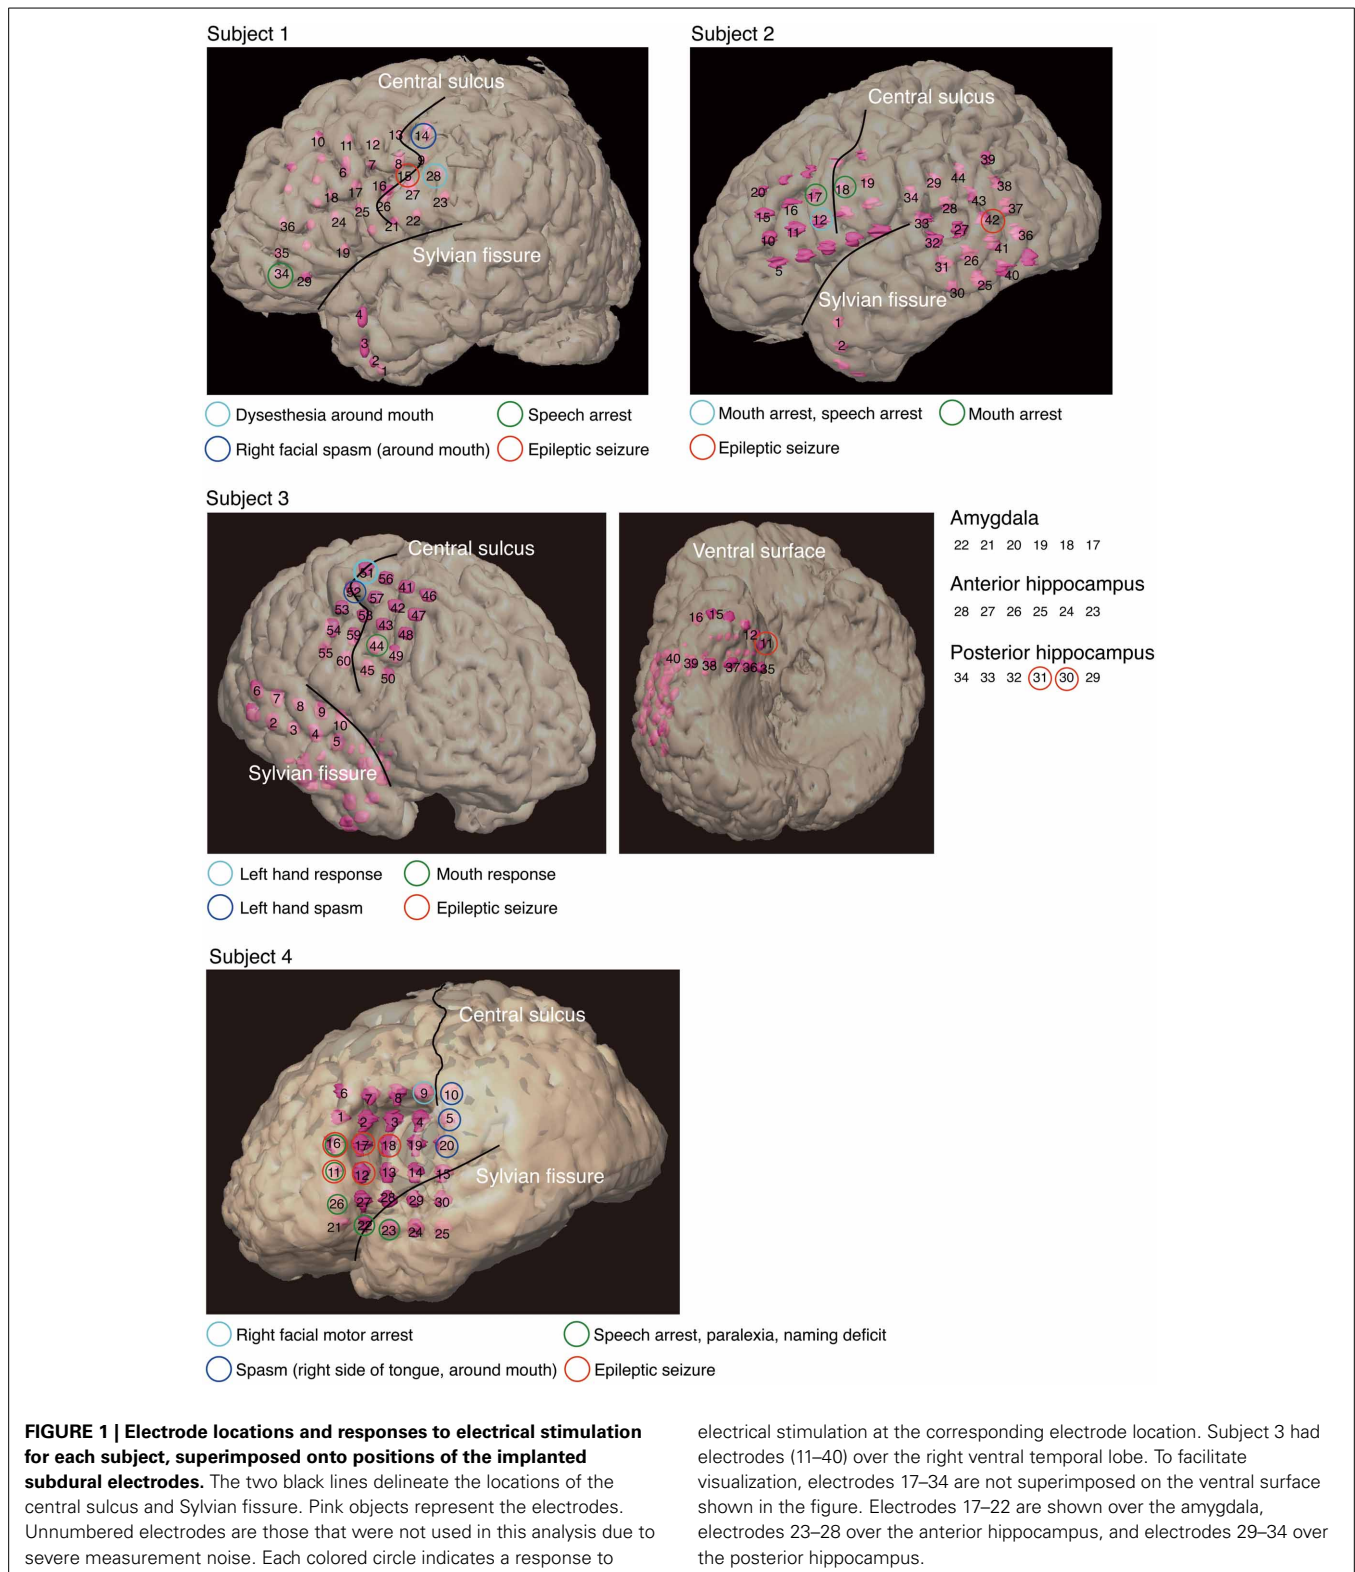 Subject 1
Central sulcus
10 11 12 13 14
6 7 8 9
18 17 16 15 28
36 24 25 26 27 23
21 22
35 19 Sylvian fissure
34 29
4
3
2
1
Dysesthesia around mouth
Speech arrest
Right facial spasm (around mouth)
Epileptic seizure
Subject 2
Central sulcus
39
20 17 18 19 29 44 38
15 16 12 34 28 43 37
10 11 33 27 42 36
32 41
5 31 26 40
Sylvian fissure 30 25
1
2
Mouth arrest, speech arrest
Mouth arrest
Epileptic seizure
Subject 3
Central sulcus
51 56 41 46
52 57 42 47
53 58 43 48
54 59 44 49
55 60 45 50
6 7 8 9 10
2 3 4 5
Sylvian fissure
Ventral surface
16 15 12 11
40 39 38 37 36 35
Amygdala
22 21 20 19 18 17
Anterior hippocampus
28 27 26 25 24 23
Posterior hippocampus
34 33 32 31 30 29
Left hand response
Mouth response
Left hand spasm
Epileptic seizure
Subject 4
Central sulcus
6 7 8 9 10
1 2 3 4 5
16 17 18 19 20
11 12 13 14 15 Sylvian fissure
26 27 28 29 30
21 22 23 24 25
Right facial motor arrest
Speech arrest, paralexia, naming deficit
Spasm (right side of tongue, around mouth)
Epileptic seizure
FIGURE 1 | Electrode locations and responses to electrical stimulation
for each subject, superimposed onto positions of the implanted
subdural electrodes. The two black lines delineate the locations of the
central sulcus and Sylvian fissure. Pink objects represent the electrodes.
Unnumbered electrodes are those that were not used in this analysis due to
severe measurement noise. Each colored circle indicates a response to
electrical stimulation at the corresponding electrode location. Subject 3 had
electrodes (11–40) over the right ventral temporal lobe. To facilitate
visualization, electrodes 17–34 are not superimposed on the ventral surface
shown in the figure. Electrodes 17–22 are shown over the amygdala,
electrodes 23–28 over the anterior hippocampus, and electrodes 29–34 over
the posterior hippocampus.